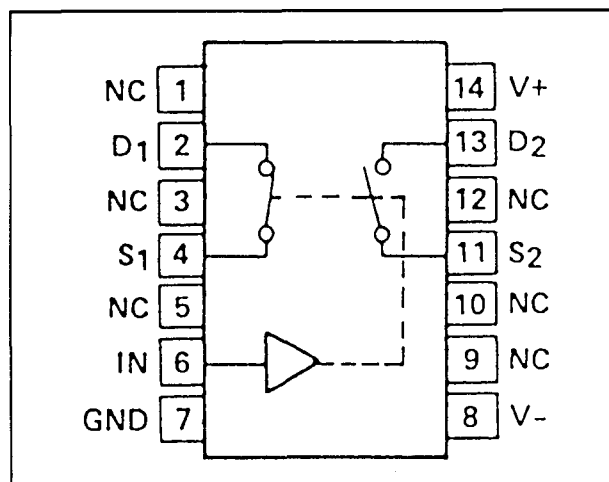 NC 1
D1 2
NC 3
S1 4
NC 5
IN 6
GND 7
14 V+
13 D2
12 NC
11 S2
10 NC
9 NC
8 V-